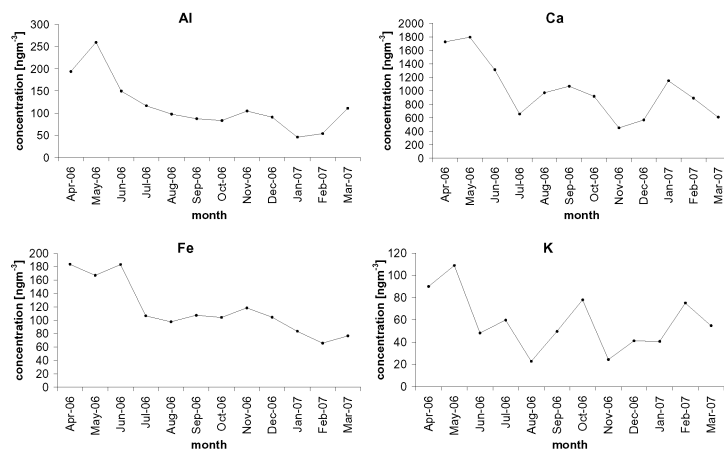 Al
concentration [ngm⁻³]
300
250
200
150
100
50
0
Apr-06
May-06
Jun-06
Jul-06
Aug-06
Sep-06
Oct-06
Nov-06
Dec-06
Jan-07
Feb-07
Mar-07
month
Ca
concentration [ngm⁻³]
2000
1800
1600
1400
1200
1000
800
600
400
200
0
Apr-06
May-06
Jun-06
Jul-06
Aug-06
Sep-06
Oct-06
Nov-06
Dec-06
Jan-07
Feb-07
Mar-07
month
Fe
concentration [ngm⁻³]
200
180
160
140
120
100
80
60
40
20
0
Apr-06
May-06
Jun-06
Jul-06
Aug-06
Sep-06
Oct-06
Nov-06
Dec-06
Jan-07
Feb-07
Mar-07
month
K
concentration [ngm⁻³]
120
100
80
60
40
20
0
Apr-06
May-06
Jun-06
Jul-06
Aug-06
Sep-06
Oct-06
Nov-06
Dec-06
Jan-07
Feb-07
Mar-07
month